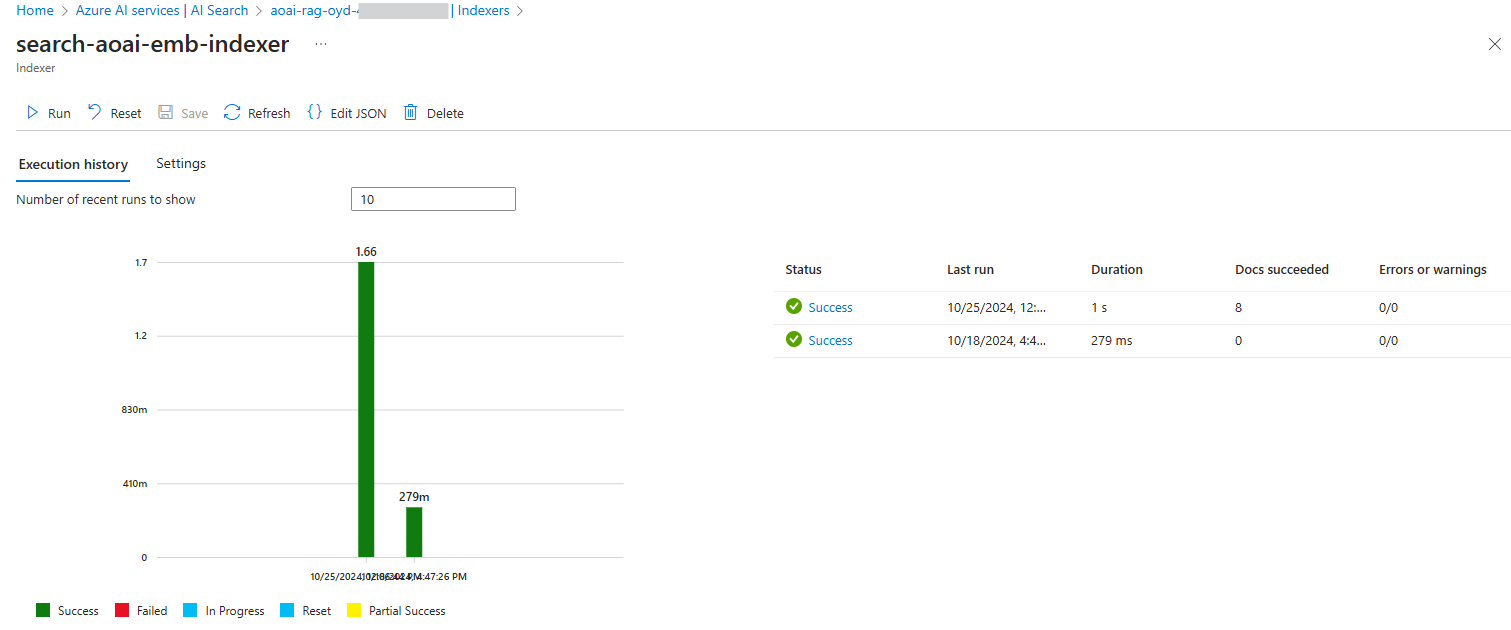 Home > Azure AI services | AI Search > aoai-rag-oyd- | Indexers >
search-aoai-emb-indexer ...
Indexer
Run Reset Save Refresh {} Edit JSON Delete
Execution history Settings
Number of recent runs to show 10
1.66
1.7
1.2
830m
410m
279m
0
10/25/2024, 4:47:26 PM
Success Failed In Progress Reset Partial Success
Status Last run Duration Docs succeeded Errors or warnings
Success 10/25/2024, 12:... 1 s 8 0/0
Success 10/18/2024, 4:4... 279 ms 0 0/0